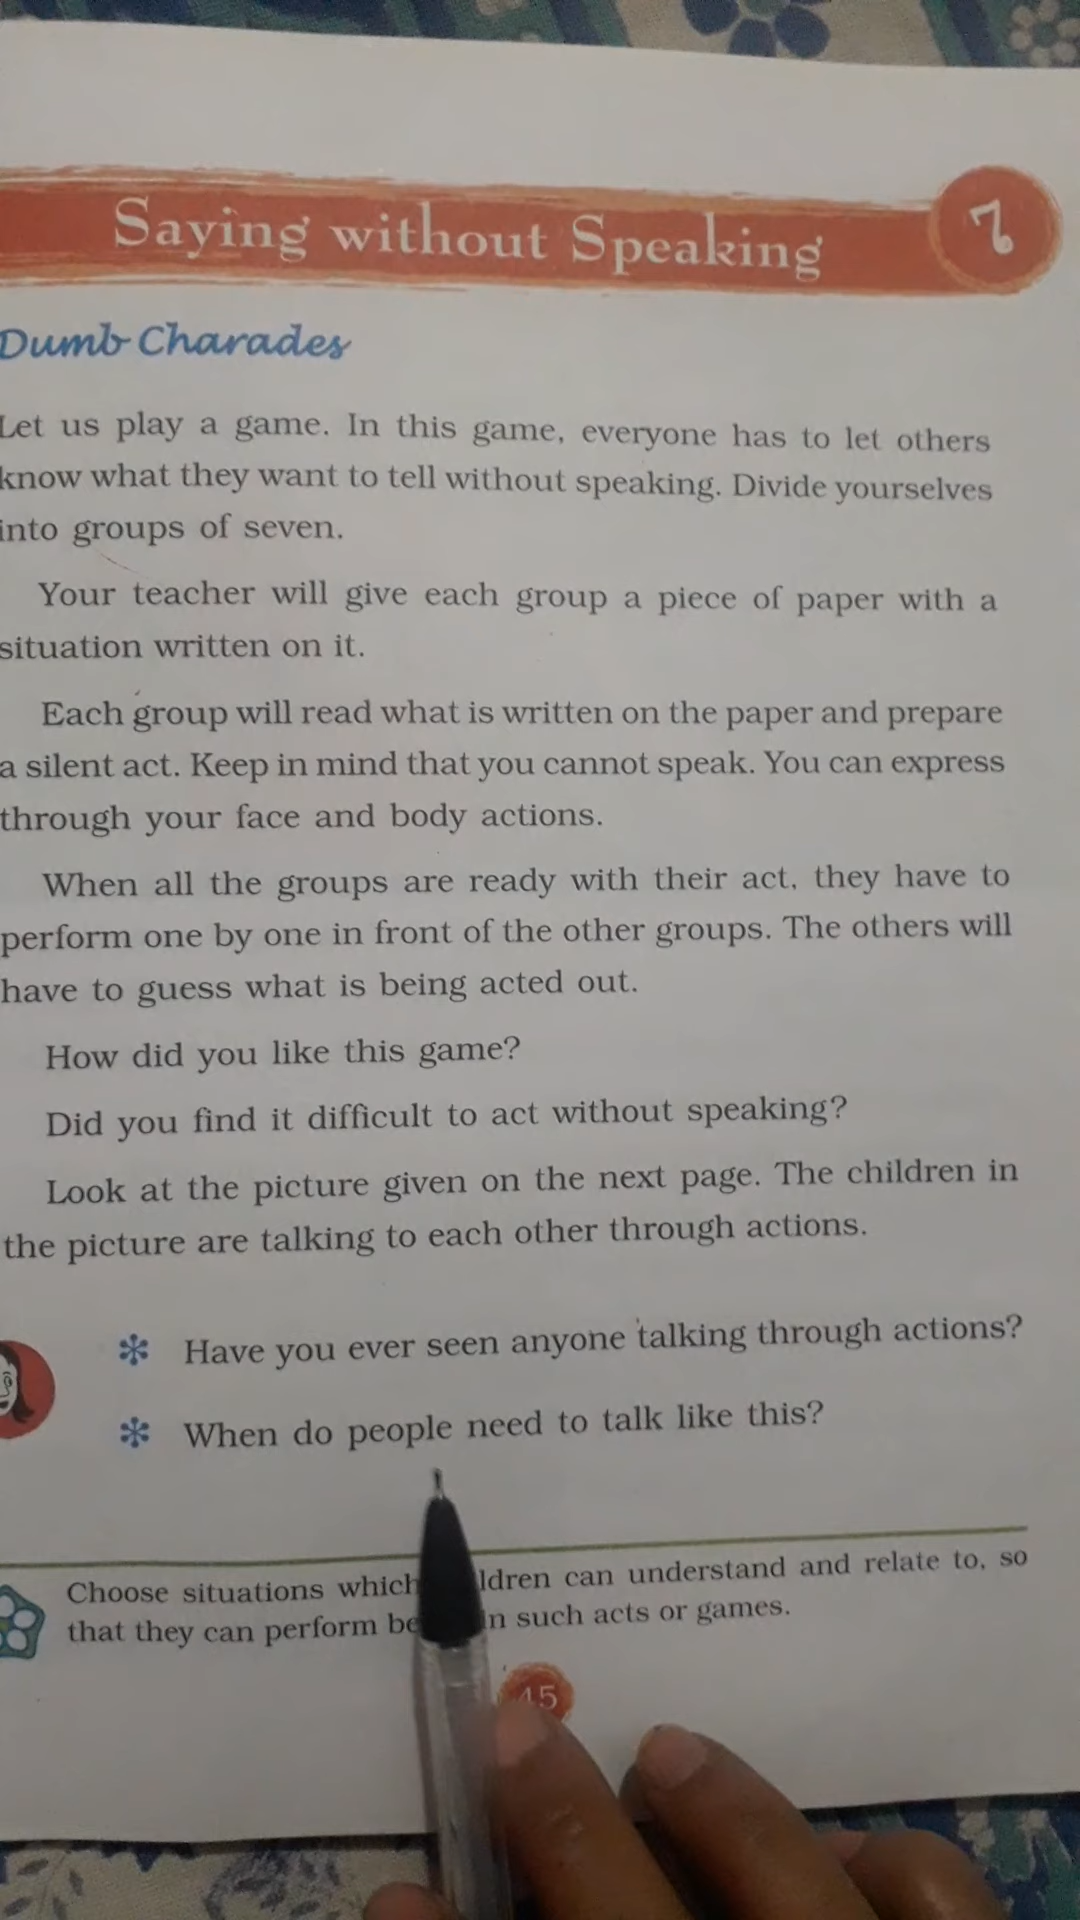 Saying without Speaking
7
Dumb Charades
Let us play a game. In this game, everyone has to let others
know what they want to tell without speaking. Divide yourselves
into groups of seven.
Your teacher will give each group a piece of paper with a
situation written on it.
Each group will read what is written on the paper and prepare
a silent act. Keep in mind that you cannot speak. You can express
through your face and body actions.
When all the groups are ready with their act, they have to
perform one by one in front of the other groups. The others will
have to guess what is being acted out.
How did you like this game?
Did you find it difficult to act without speaking?
Look at the picture given on the next page. The children in
the picture are talking to each other through actions.
Have you ever seen anyone talking through actions?
When do people need to talk like this?
Choose situations which can understand and relate to, so
that they can perform in such acts or games.
45